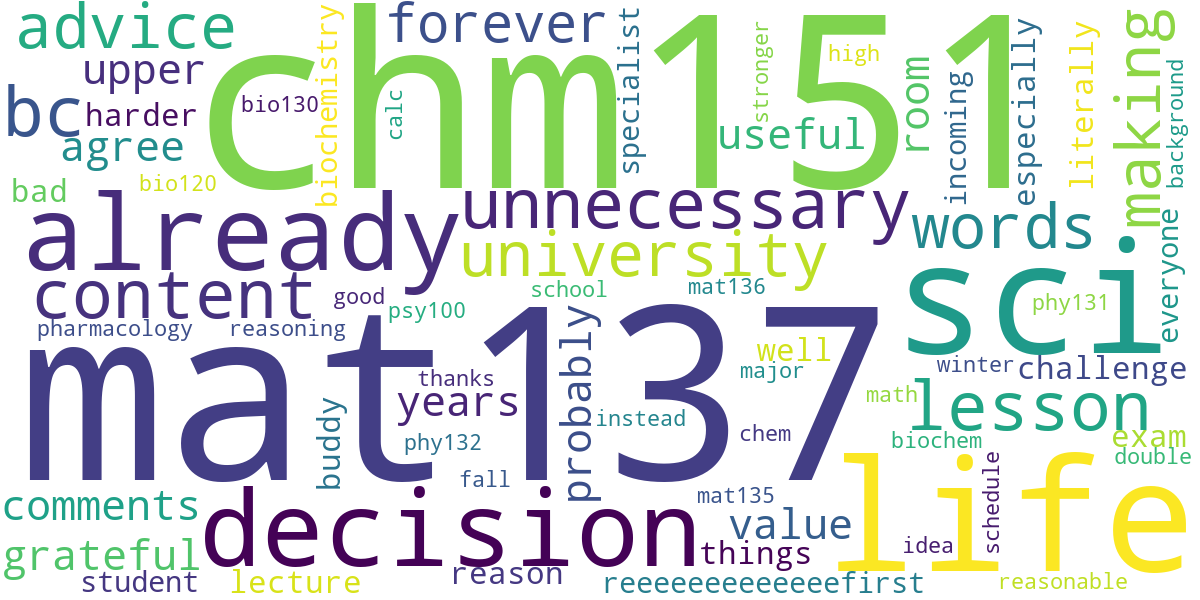 advice
forever
chm151
upper
biochemistry
specialist
stronger
high
making
bc
harder
bio130
calc
useful
room
incoming
especially
literally
background
agree
bad
bio120
already
unnecessary
words
university
sci
everyone
content
good
school
mat136
phy131
psy100
pharmacology
reasoning
mat137
probably
well
winter
challenge
thanks
major
years
math
lesson
buddy
instead
chem
phy132
biochem
exam
double
fall
mat135
life
schedule
comments
decision
value
grateful
things
idea
student
lecture
reason
reeeeeeeeeeeeefirst
reasonable